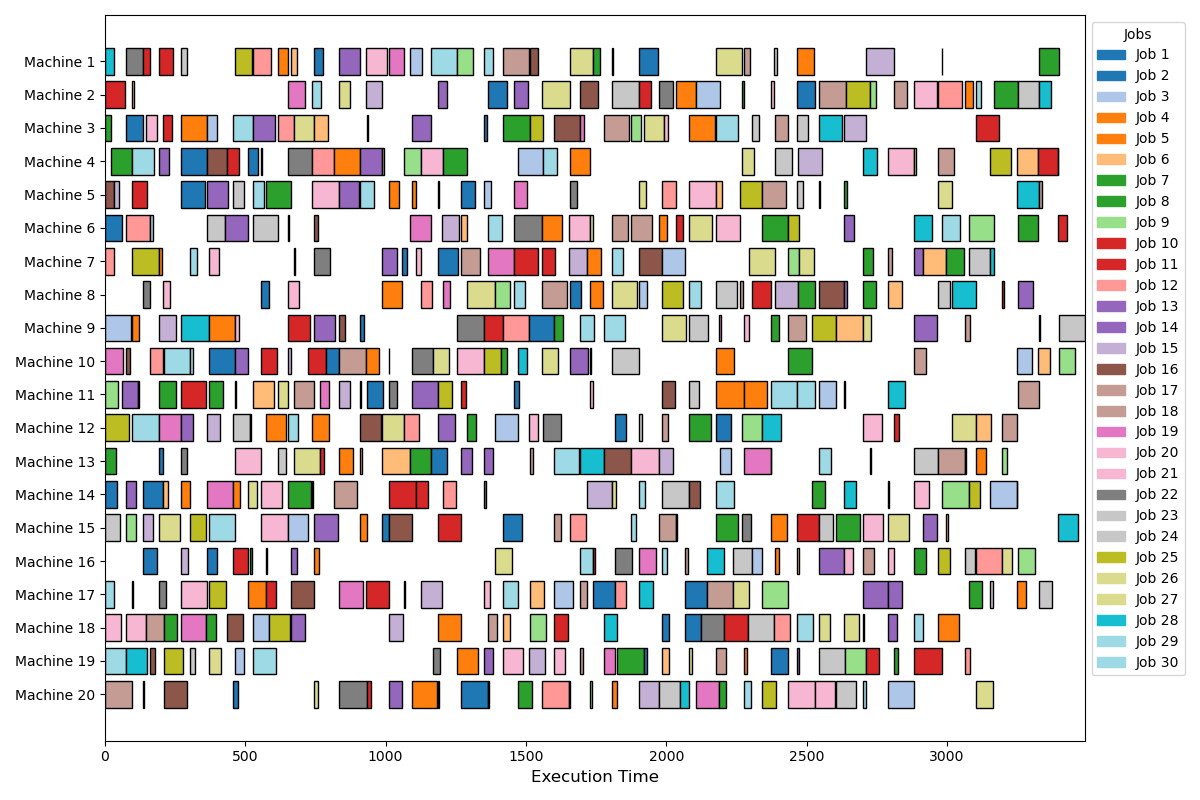 Machine 1
Machine 2
Machine 3
Machine 4
Machine 5
Machine 6
Machine 7
Machine 8
Machine 9
Machine 10
Machine 11
Machine 12
Machine 13
Machine 14
Machine 15
Machine 16
Machine 17
Machine 18
Machine 19
Machine 20
0 500 1000 1500 2000 2500 3000
Execution Time
Jobs
Job 1
Job 2
Job 3
Job 4
Job 5
Job 6
Job 7
Job 8
Job 9
Job 10
Job 11
Job 12
Job 13
Job 14
Job 15
Job 16
Job 17
Job 18
Job 19
Job 20
Job 21
Job 22
Job 23
Job 24
Job 25
Job 26
Job 27
Job 28
Job 29
Job 30